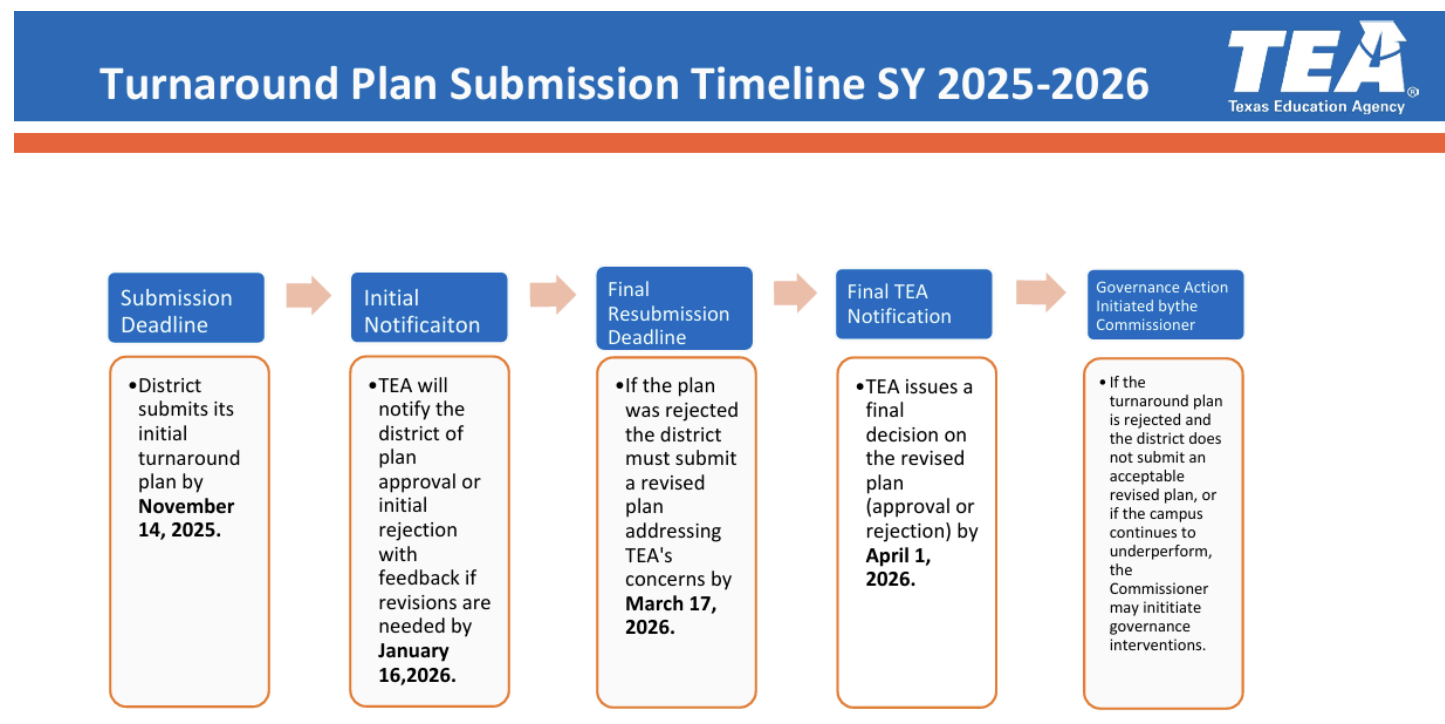 Turnaround Plan Submission Timeline SY 2025-2026
TEA
Texas Education Agency
®
Submission
Deadline
•District
submits its
initial
turnaround
plan by
November
14, 2025.
Initial
Notificaiton
•TEA will
notify the
district of
plan
approval or
initial
rejection
with
feedback if
revisions are
needed by
January
16,2026.
Final
Resubmission
Deadline
•If the plan
was rejected
the district
must submit
a revised
plan
addressing
TEA's
concerns by
March 17,
2026.
Final TEA
Notification
•TEA issues a
final
decision on
the revised
plan
(approval or
rejection) by
April 1,
2026.
Governance Action
Initiated bythe
Commissioner
• If the
turnaround plan
is rejected and
the district does
not submit an
acceptable
revised plan, or
if the campus
continues to
underperform,
the
Commissioner
may inititiate
governance
interventions.